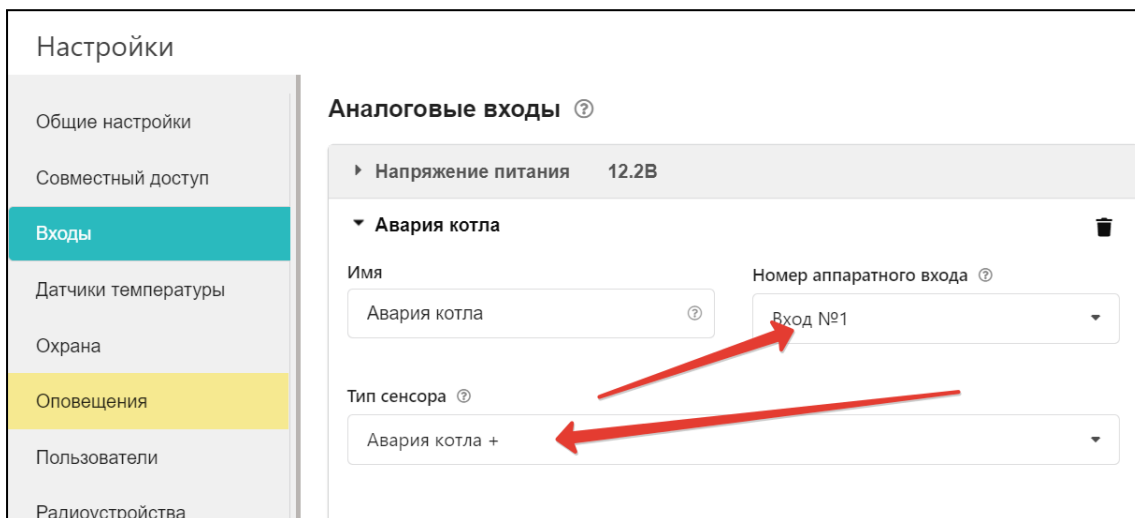 Настройки
Общие настройки
Совместный доступ
Входы
Датчики температуры
Охрана
Оповещения
Пользователи
Радиоустройства
Аналоговые входы ?
Напряжение питания 12.2В
Авария котла
Имя
Авария котла ?
Номер аппаратного входа ?
Вход №1
Тип сенсора ?
Авария котла +